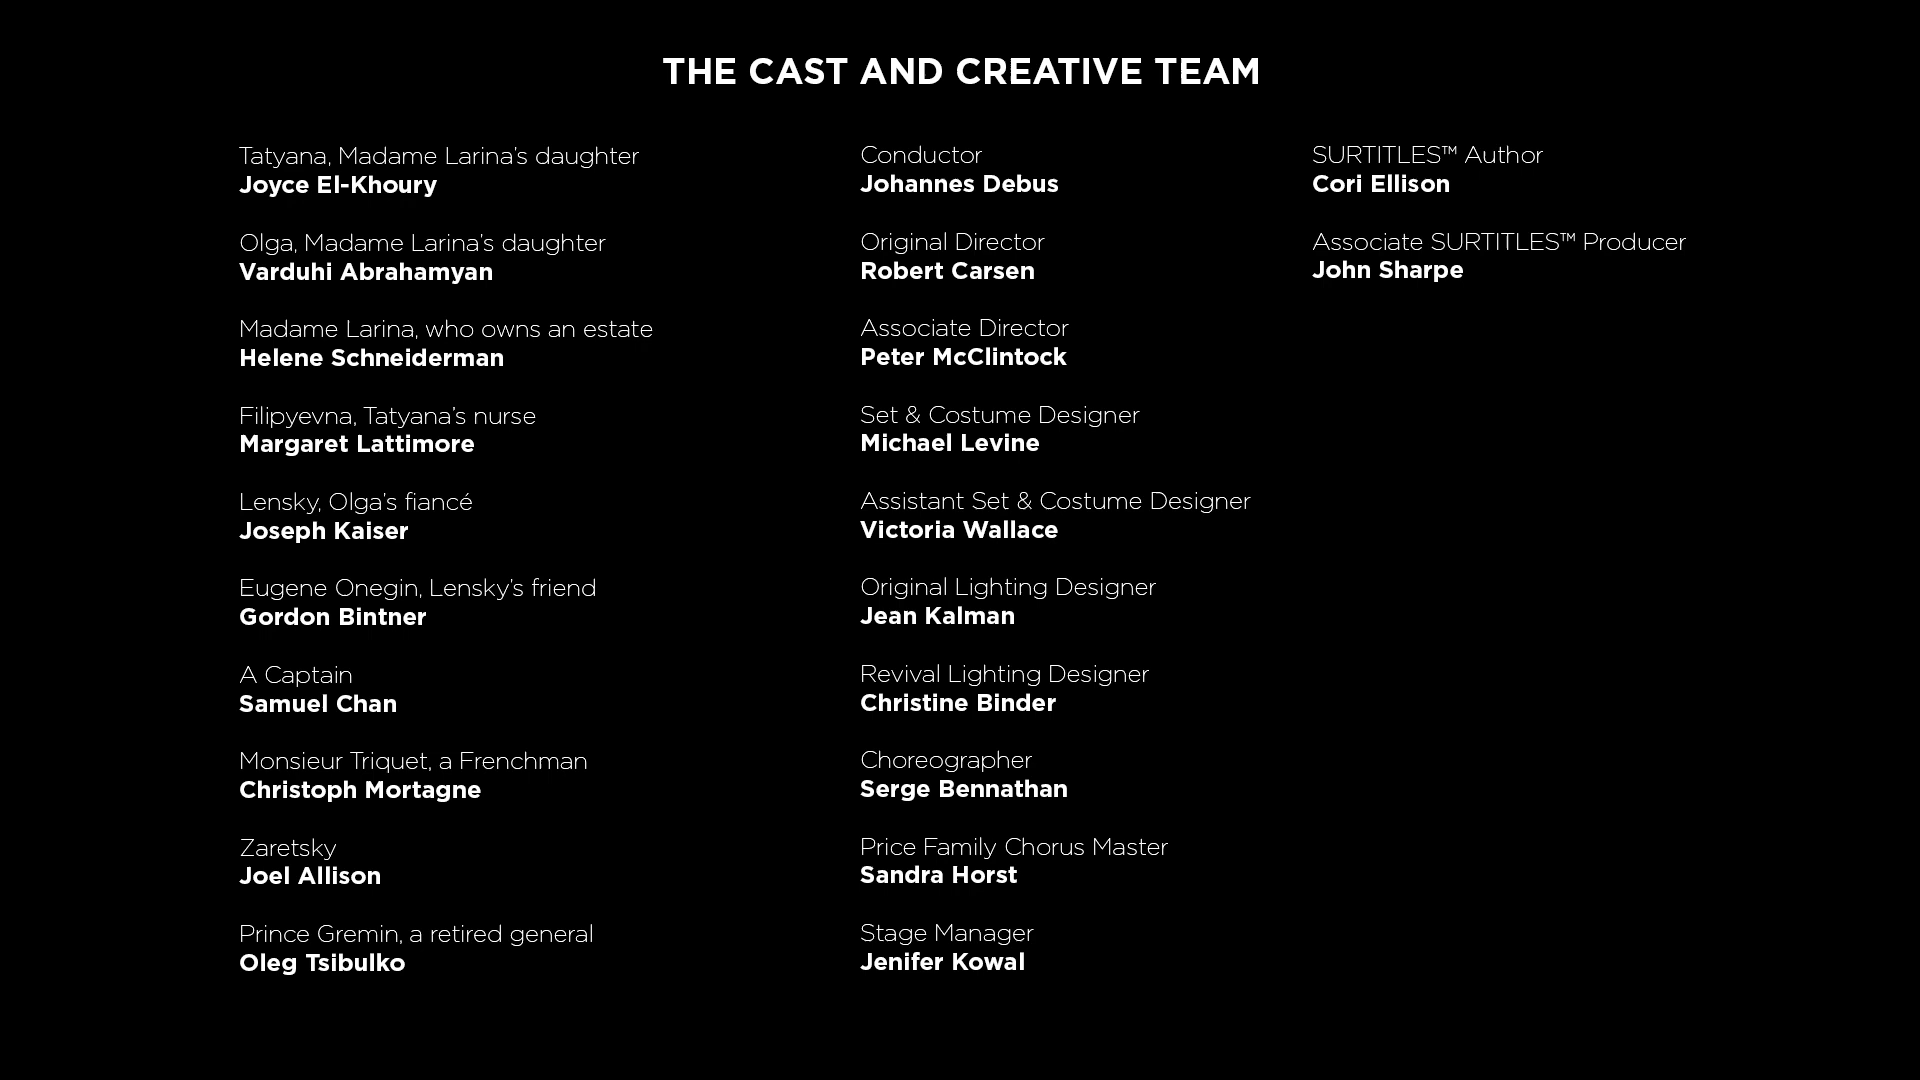 THE CAST AND CREATIVE TEAM
Tatyana, Madame Larina’s daughter
Joyce El-Khoury
Olga, Madame Larina’s daughter
Varduhi Abrahamyan
Madame Larina, who owns an estate
Helene Schneiderman
Filipyevna, Tatyana’s nurse
Margaret Lattimore
Lensky, Olga’s fiancé
Joseph Kaiser
Eugene Onegin, Lensky’s friend
Gordon Bintner
A Captain
Samuel Chan
Monsieur Triquet, a Frenchman
Christoph Mortagne
Zaretsky
Joel Allison
Prince Gremin, a retired general
Oleg Tsibulko
Conductor
Johannes Debus
Original Director
Robert Carsen
Associate Director
Peter McClintock
Set & Costume Designer
Michael Levine
Assistant Set & Costume Designer
Victoria Wallace
Original Lighting Designer
Jean Kalman
Revival Lighting Designer
Christine Binder
Choreographer
Serge Bennathan
Price Family Chorus Master
Sandra Horst
Stage Manager
Jenifer Kowal
SURTITLES™ Author
Cori Ellison
Associate SURTITLES™ Producer
John Sharpe